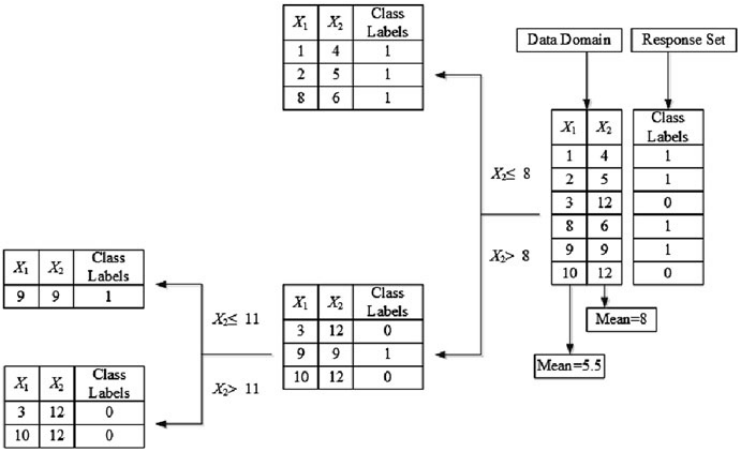 Data Domain
Response Set
X1 X2 Class Labels
1 4 1
2 5 1
8 6 1
X1 X2
1 4
2 5
3 12
8 6
9 9
10 12
Class Labels
1
1
0
1
1
0
X2≤ 8
X2> 8
Mean=8
Mean=5.5
X1 X2 Class Labels
3 12 0
9 9 1
10 12 0
X2≤ 11
X2> 11
X1 X2 Class Labels
9 9 1
X1 X2 Class Labels
3 12 0
10 12 0